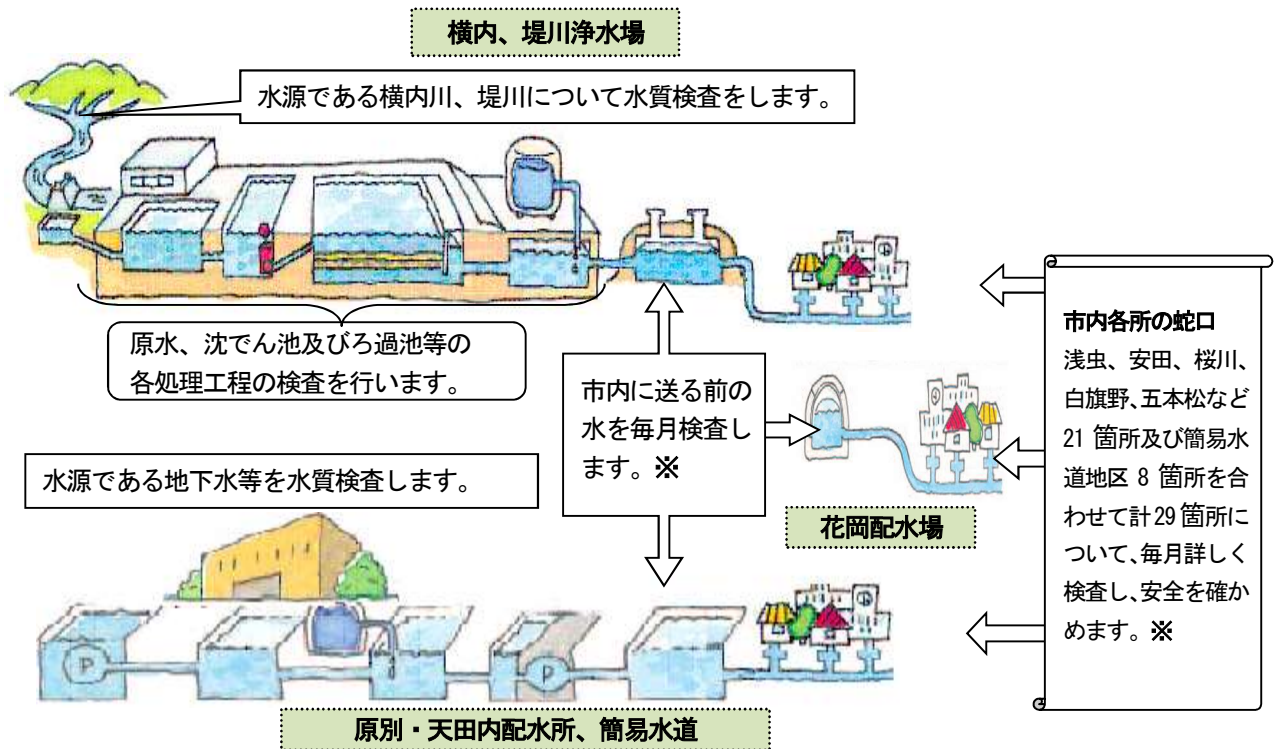 横内、堤川浄水場
水源である横内川、堤川について水質検査をします。
原水、沈でん池及びろ過池等の
各処理工程の検査を行います。
市内に送る前の
水を毎月検査し
ます。※
花岡配水場
市内各所の蛇口
浅虫、安田、桜川、
白旗野、五本松など
21 箇所及び簡易水
道地区 8 箇所を合
わせて計 29 箇所に
ついて、毎月詳しく
検査し、安全を確か
めます。※
水源である地下水等を水質検査します。
P
P
原別・天田内配水所、簡易水道